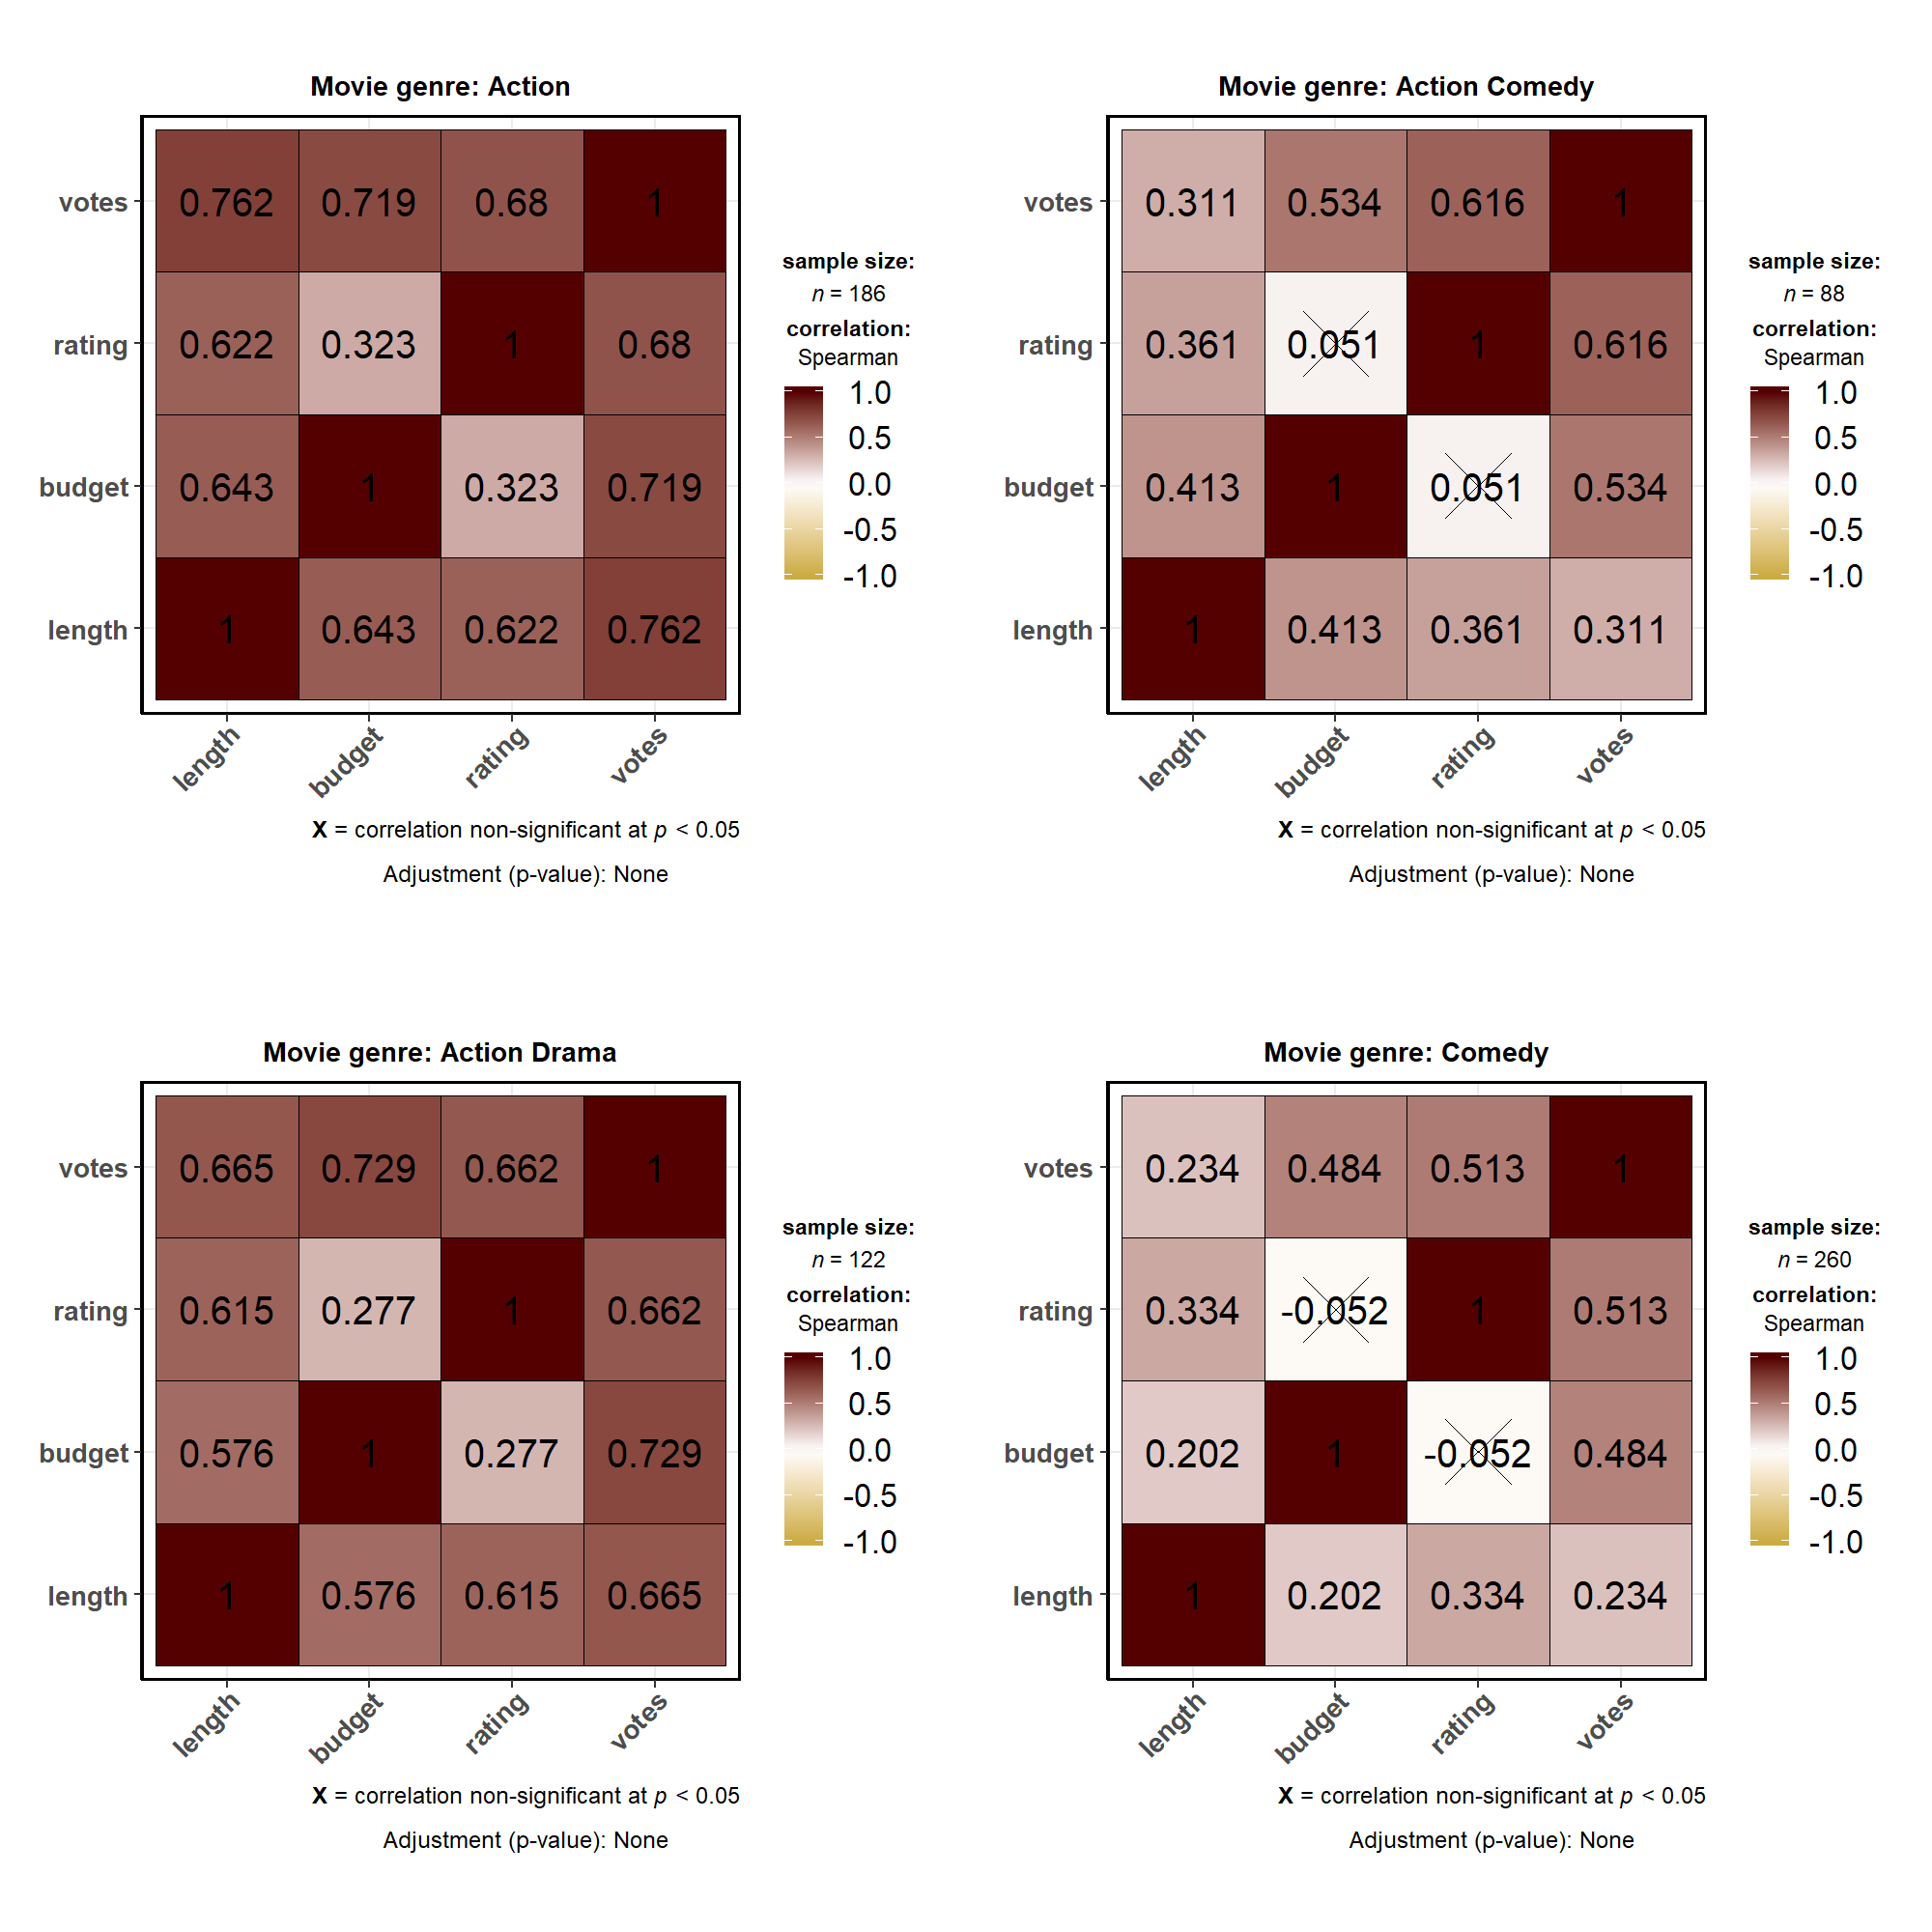 Movie genre: Action
votes 0.762 0.719 0.68 1
rating 0.622 0.323 1 0.68
budget 0.643 1 0.323 0.719
length 1 0.643 0.622 0.762
length budget rating votes
sample size:
n = 186
correlation:
Spearman
1.0
0.5
0.0
-0.5
-1.0
X = correlation non-significant at p < 0.05
Adjustment (p-value): None
Movie genre: Action Comedy
votes 0.311 0.534 0.616 1
rating 0.361 0.051 1 0.616
budget 0.413 1 0.051 0.534
length 1 0.413 0.361 0.311
length budget rating votes
sample size:
n = 88
correlation:
Spearman
1.0
0.5
0.0
-0.5
-1.0
X = correlation non-significant at p < 0.05
Adjustment (p-value): None
Movie genre: Action Drama
votes 0.665 0.729 0.662 1
rating 0.615 0.277 1 0.662
budget 0.576 1 0.277 0.729
length 1 0.576 0.615 0.665
length budget rating votes
sample size:
n = 122
correlation:
Spearman
1.0
0.5
0.0
-0.5
-1.0
X = correlation non-significant at p < 0.05
Adjustment (p-value): None
Movie genre: Comedy
votes 0.234 0.484 0.513 1
rating 0.334 -0.052 1 0.513
budget 0.202 1 -0.052 0.484
length 1 0.202 0.334 0.234
length budget rating votes
sample size:
n = 260
correlation:
Spearman
1.0
0.5
0.0
-0.5
-1.0
X = correlation non-significant at p < 0.05
Adjustment (p-value): None